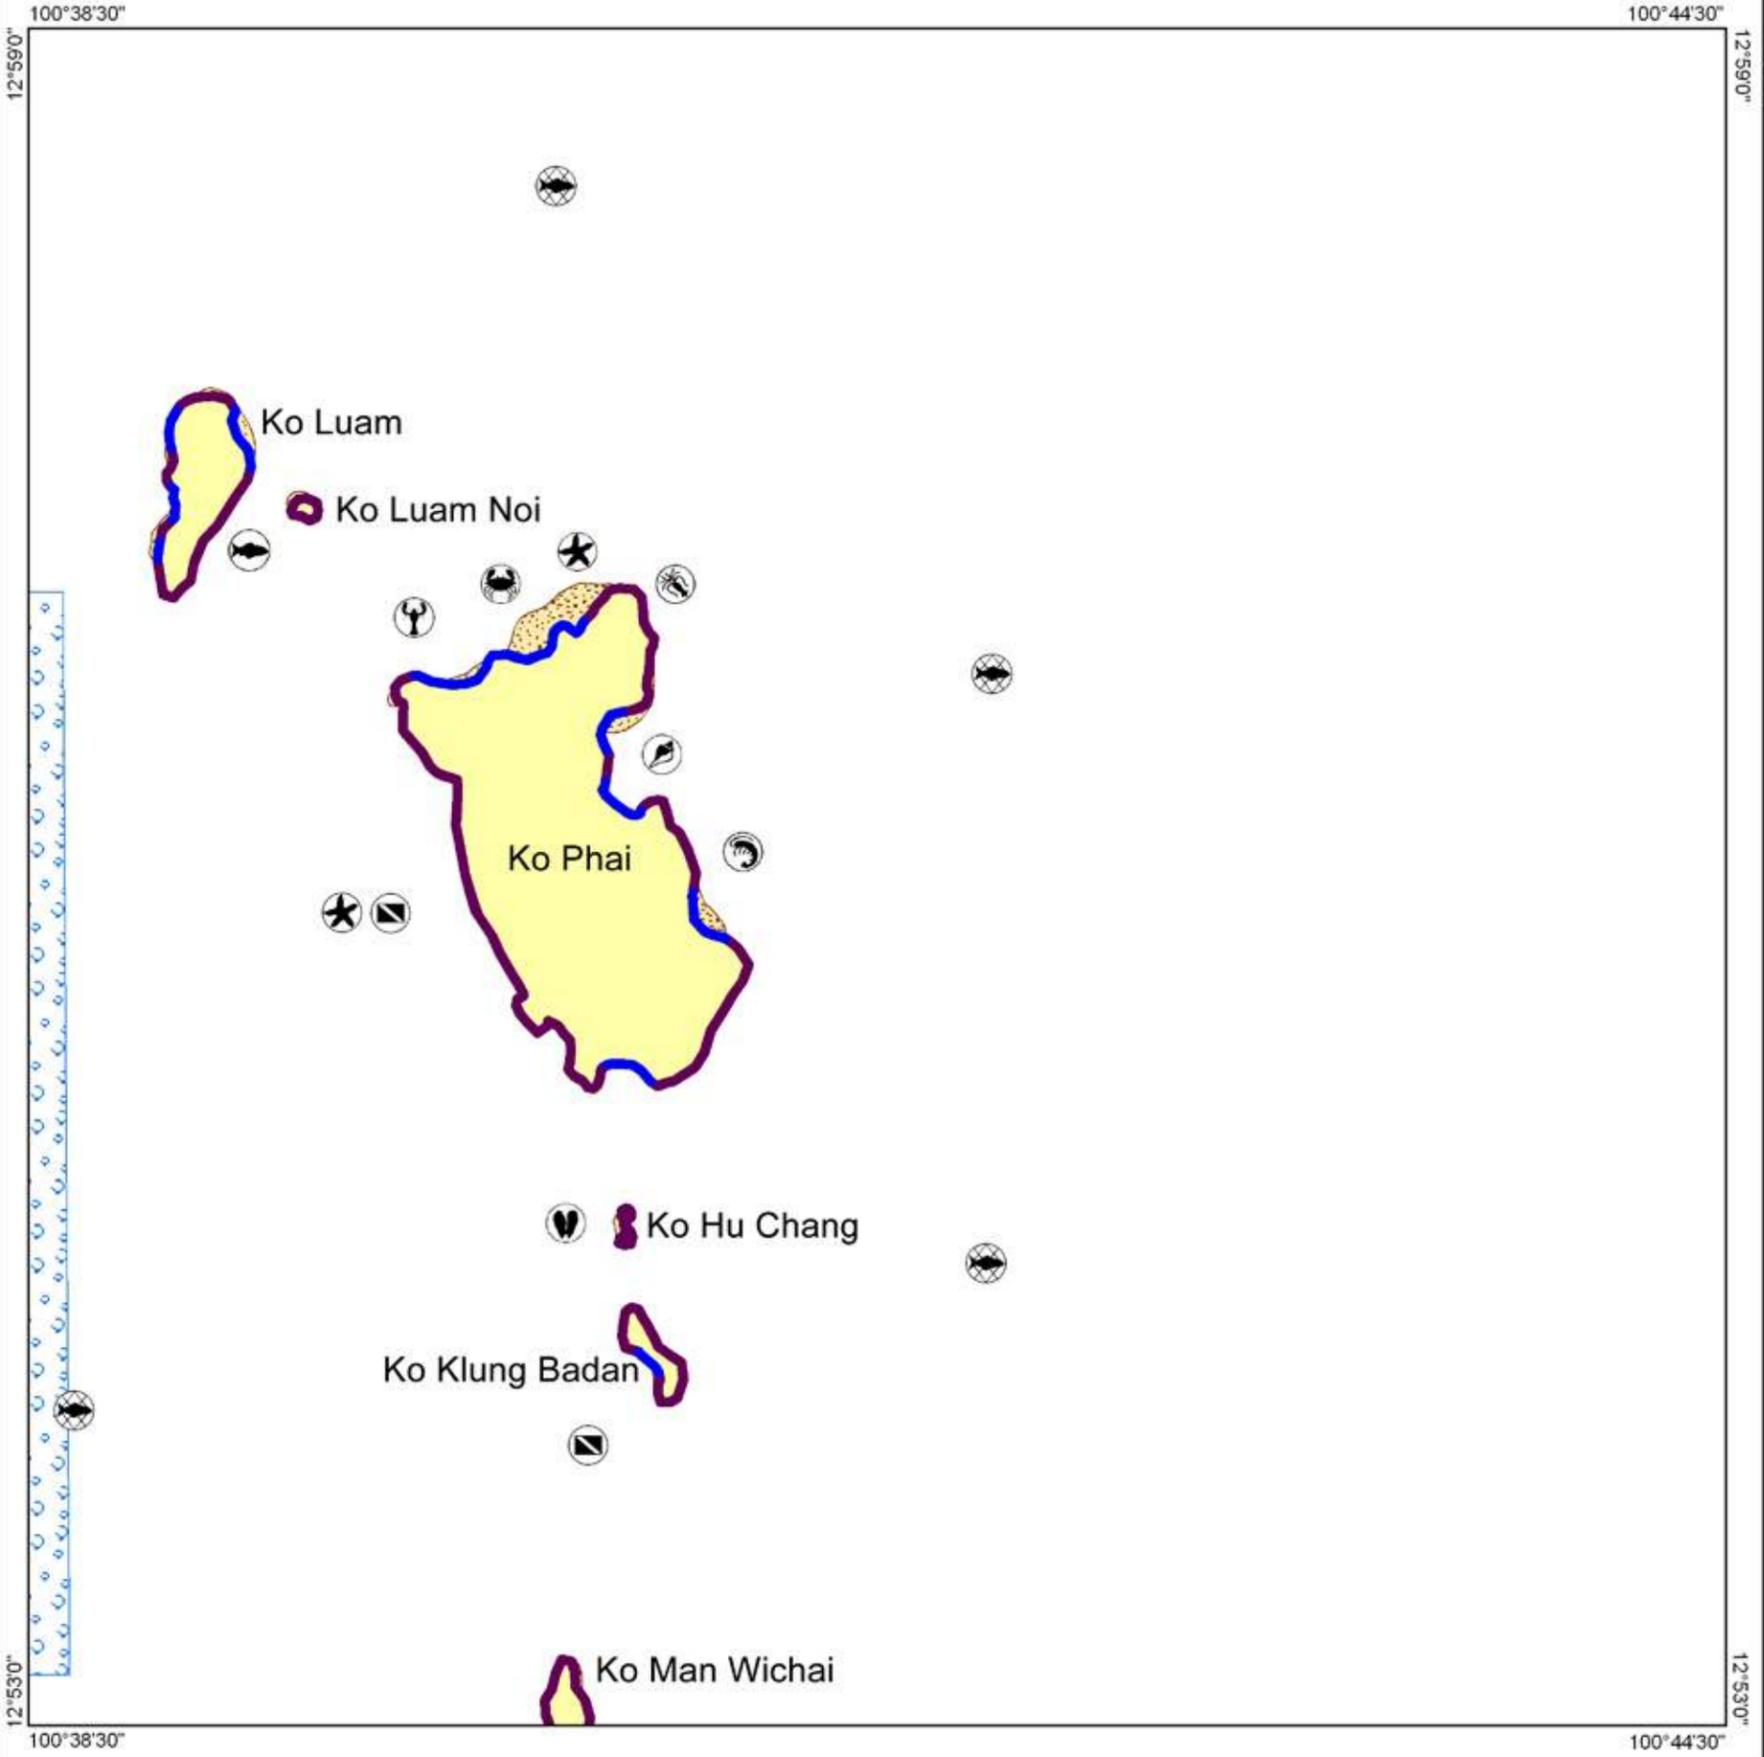 100°38'30"
100°44'30"
12°59'0"
12°59'0"
Ko Luam
Ko Luam Noi
Ko Phai
Ko Hu Chang
Ko Klung Badan
Ko Man Wichai
12°53'0"
12°53'0"
100°38'30"
100°44'30"